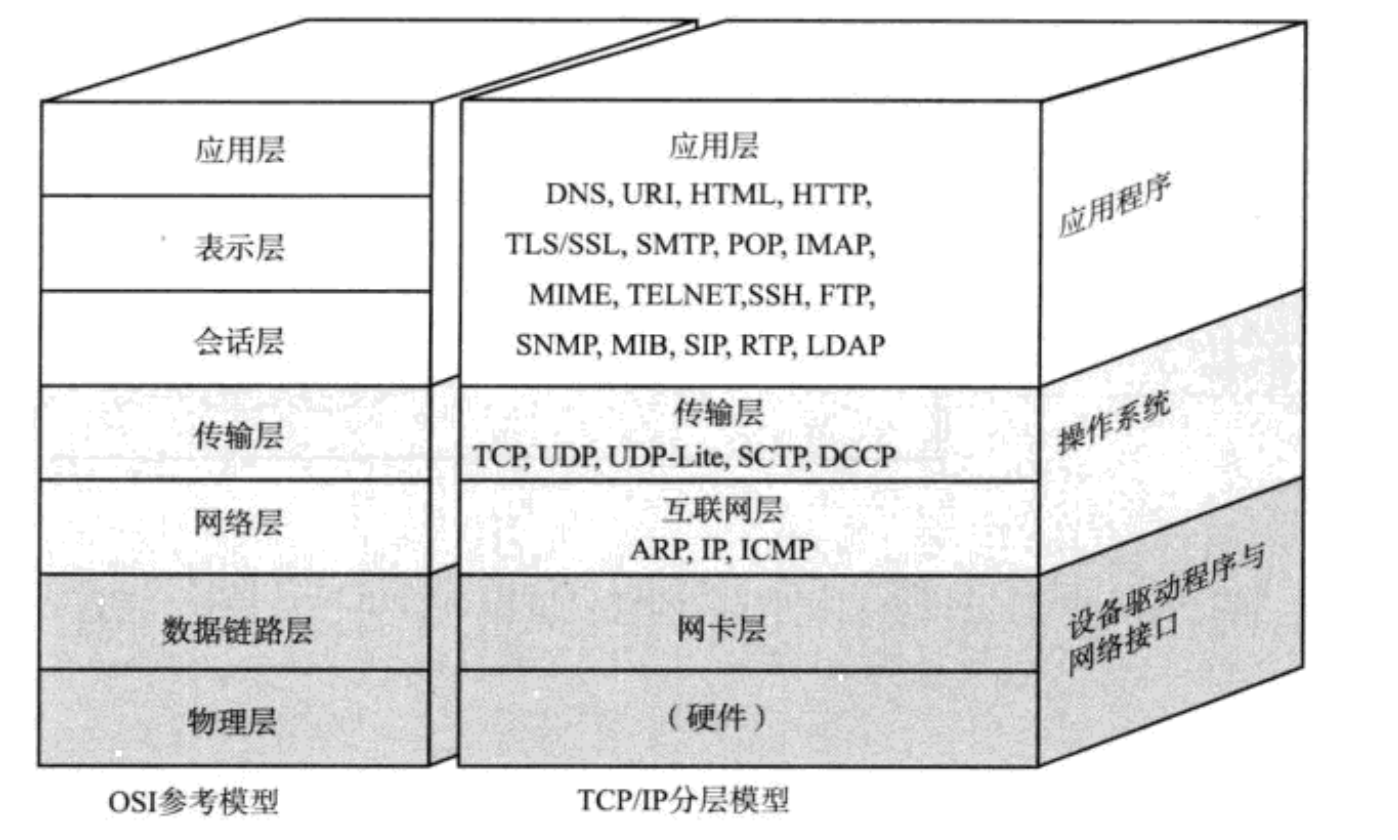 应用层
表示层
会话层
传输层
网络层
数据链路层
物理层
OSI参考模型
应用层
DNS, URI, HTML, HTTP,
TLS/SSL, SMTP, POP, IMAP,
MIME, TELNET,SSH, FTP,
SNMP, MIB, SIP, RTP, LDAP
传输层
TCP, UDP, UDP-Lite, SCTP, DCCP
互联网层
ARP, IP, ICMP
网卡层
（硬件）
TCP/IP分层模型
应用程序
操作系统
设备驱动程序与
网络接口